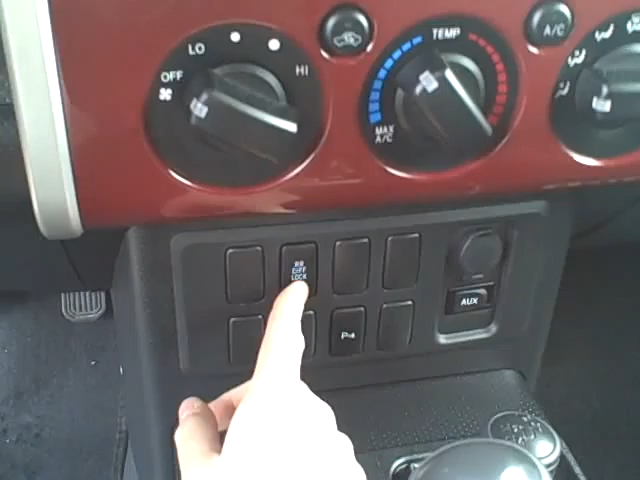 LO
HI
OFF
TEMP
MAX
A/C
A/C
RR
DIFF
LOCK
AUX